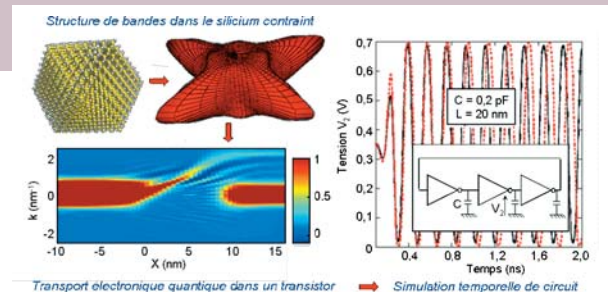 Structure de bandes dans le silicium contraint
0,7
0,6
0,5
0,4
0,3
0,2
0,1
0
Tension V2 (V)
C = 0,2 pF
L = 20 nm
C
V2
0 0,4 0,8 1,2 1,6 2,0
Temps (ns)
2
0
-2
k (nm-1)
-10 -5 0 5 10 15
X (nm)
1
0.5
0
Transport électronique quantique dans un transistor
Simulation temporelle de circuit